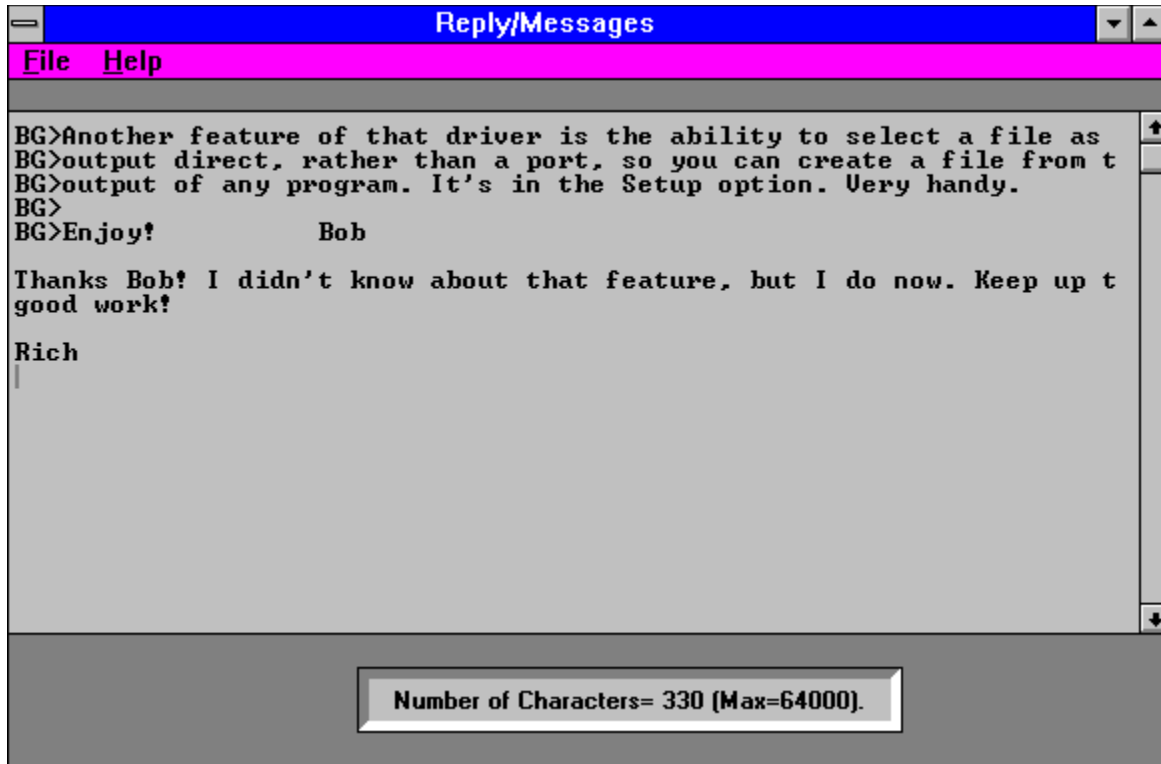 Reply/Messages
File Help
BG>Another feature of that driver is the ability to select a file as
BG>output direct, rather than a port, so you can create a file from t
BG>output of any program. It's in the Setup option. Very handy.
BG>
BG>Enjoy! Bob
Thanks Bob! I didn't know about that feature, but I do now. Keep up t
good work!
Rich
Number of Characters= 330 (Max=64000).